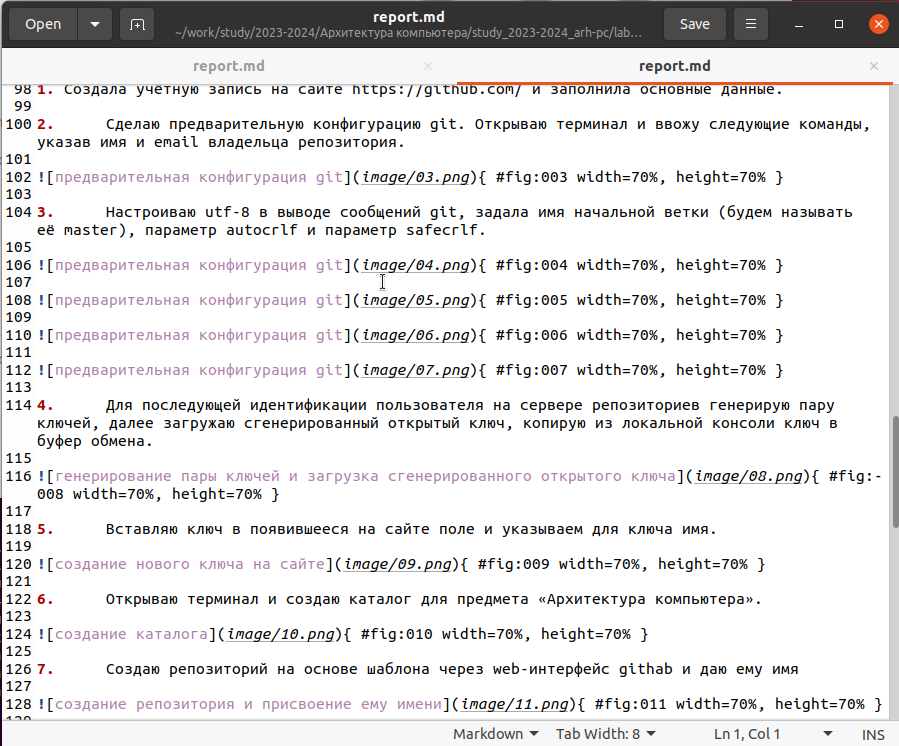 Open
report.md
~/work/study/2023-2024/Архитектура компьютера/study_2023-2024_arh-pc/lab…
Save
report.md
report.md
98 1. Создала учётную запись на сайте https://github.com/ и заполнила основные данные.
99
100 2. Сделаю предварительную конфигурацию git. Открываю терминал и ввожу следующие команды,
указав имя и email владельца репозитория.
101
102 ![предварительная конфигурация git](image/03.png){ #fig:003 width=70%, height=70% }
103
104 3. Настроиваю utf-8 в выводе сообщений git, задала имя начальной ветки (будем называть
её master), параметр autocrlf и параметр safecrlf.
105
106 ![предварительная конфигурация git](image/04.png){ #fig:004 width=70%, height=70% }
107
108 ![предварительная конфигурация git](image/05.png){ #fig:005 width=70%, height=70% }
109
110 ![предварительная конфигурация git](image/06.png){ #fig:006 width=70%, height=70% }
111
112 ![предварительная конфигурация git](image/07.png){ #fig:007 width=70%, height=70% }
113
114 4. Для последующей идентификации пользователя на сервере репозиториев генерирую пару
ключей, далее загружаю сгенерированный открытый ключ, копирую из локальной консоли ключ в
буфер обмена.
115
116 ![генерирование пары ключей и загрузка сгенерированного открытого ключа](image/08.png){ #fig:-
008 width=70%, height=70% }
117
118 5. Вставляю ключ в появившееся на сайте поле и указываем для ключа имя.
119
120 ![создание нового ключа на сайте](image/09.png){ #fig:009 width=70%, height=70% }
121
122 6. Открываю терминал и создаю каталог для предмета «Архитектура компьютера».
123
124 ![создание каталога](image/10.png){ #fig:010 width=70%, height=70% }
125
126 7. Создаю репозиторий на основе шаблона через web-интерфейс githab и даю ему имя
127
128 ![создание репозитория и присвоение ему имени](image/11.png){ #fig:011 width=70%, height=70% }
Markdown
Tab Width: 8
Ln 1, Col 1
INS